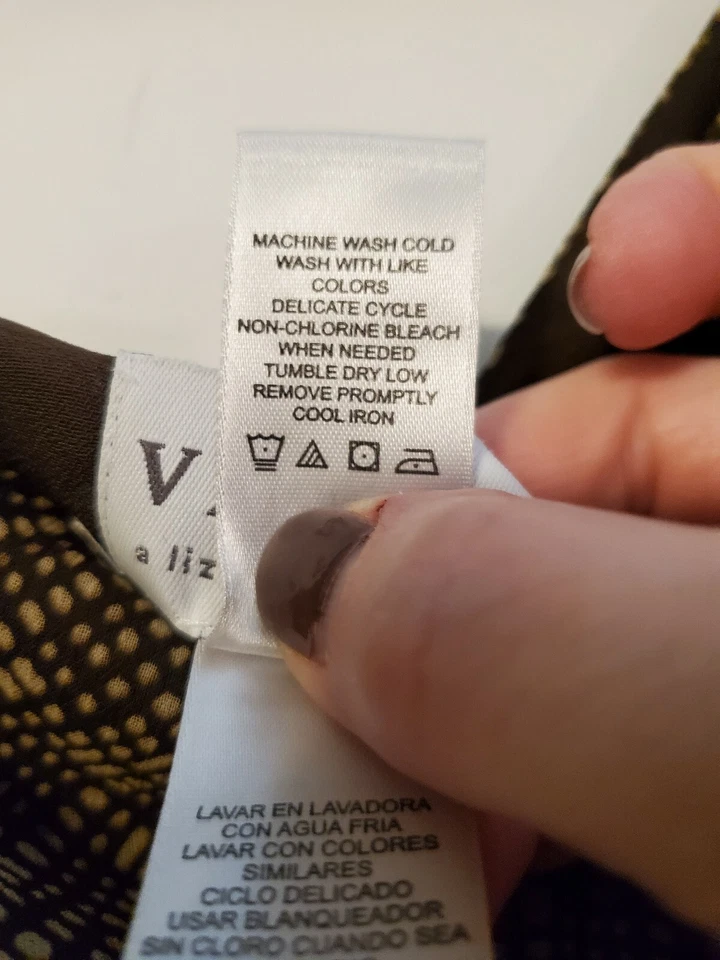 MACHINE WASH COLD
WASH WITH LIKE
COLORS
DELICATE CYCLE
NON-CHLORINE BLEACH
WHEN NEEDED
TUMBLE DRY LOW
REMOVE PROMPTLY
COOL IRON
V
a liz
LAVAR EN LAVADORA
CON AGUA FRIA
LAVAR CON COLORES
SIMILARES
CICLO DELICADO
USAR BLANQUEADOR
SIN CLORO CUANDO SEA